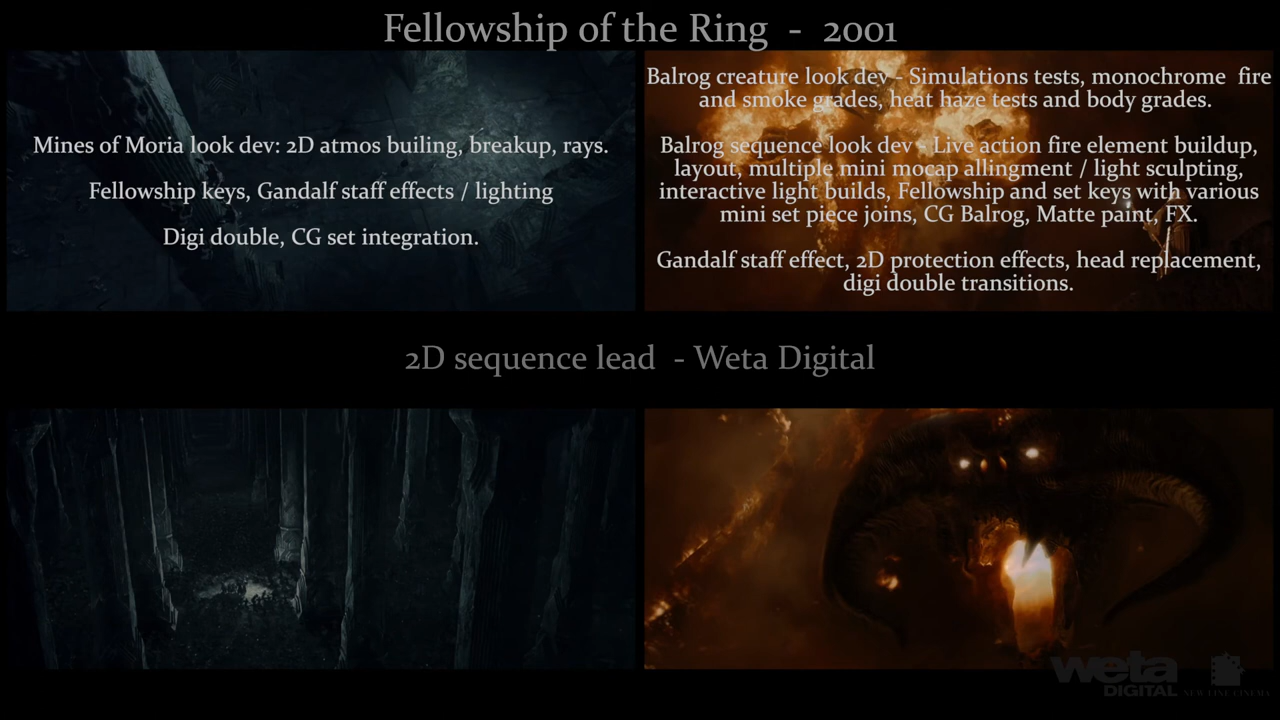 Fellowship of the Ring - 2001
Mines of Moria look dev: 2D atmos builing, breakup, rays.
Fellowship keys, Gandalf staff effects / lighting
Digi double, CG set integration.
Balrog creature look dev - Simulations tests, monochrome fire
and smoke grades, heat haze tests and body grades.
Balrog sequence look dev - Live action fire element buildup,
layout, multiple mini mocap allingment / light sculpting,
interactive light builds, Fellowship and set keys with various
mini set piece joins, CG Balrog, Matte paint, FX.
Gandalf staff effect, 2D protection effects, head replacement,
digi double transitions.
2D sequence lead - Weta Digital
weta
DIGITAL
NEW LINE CINEMA